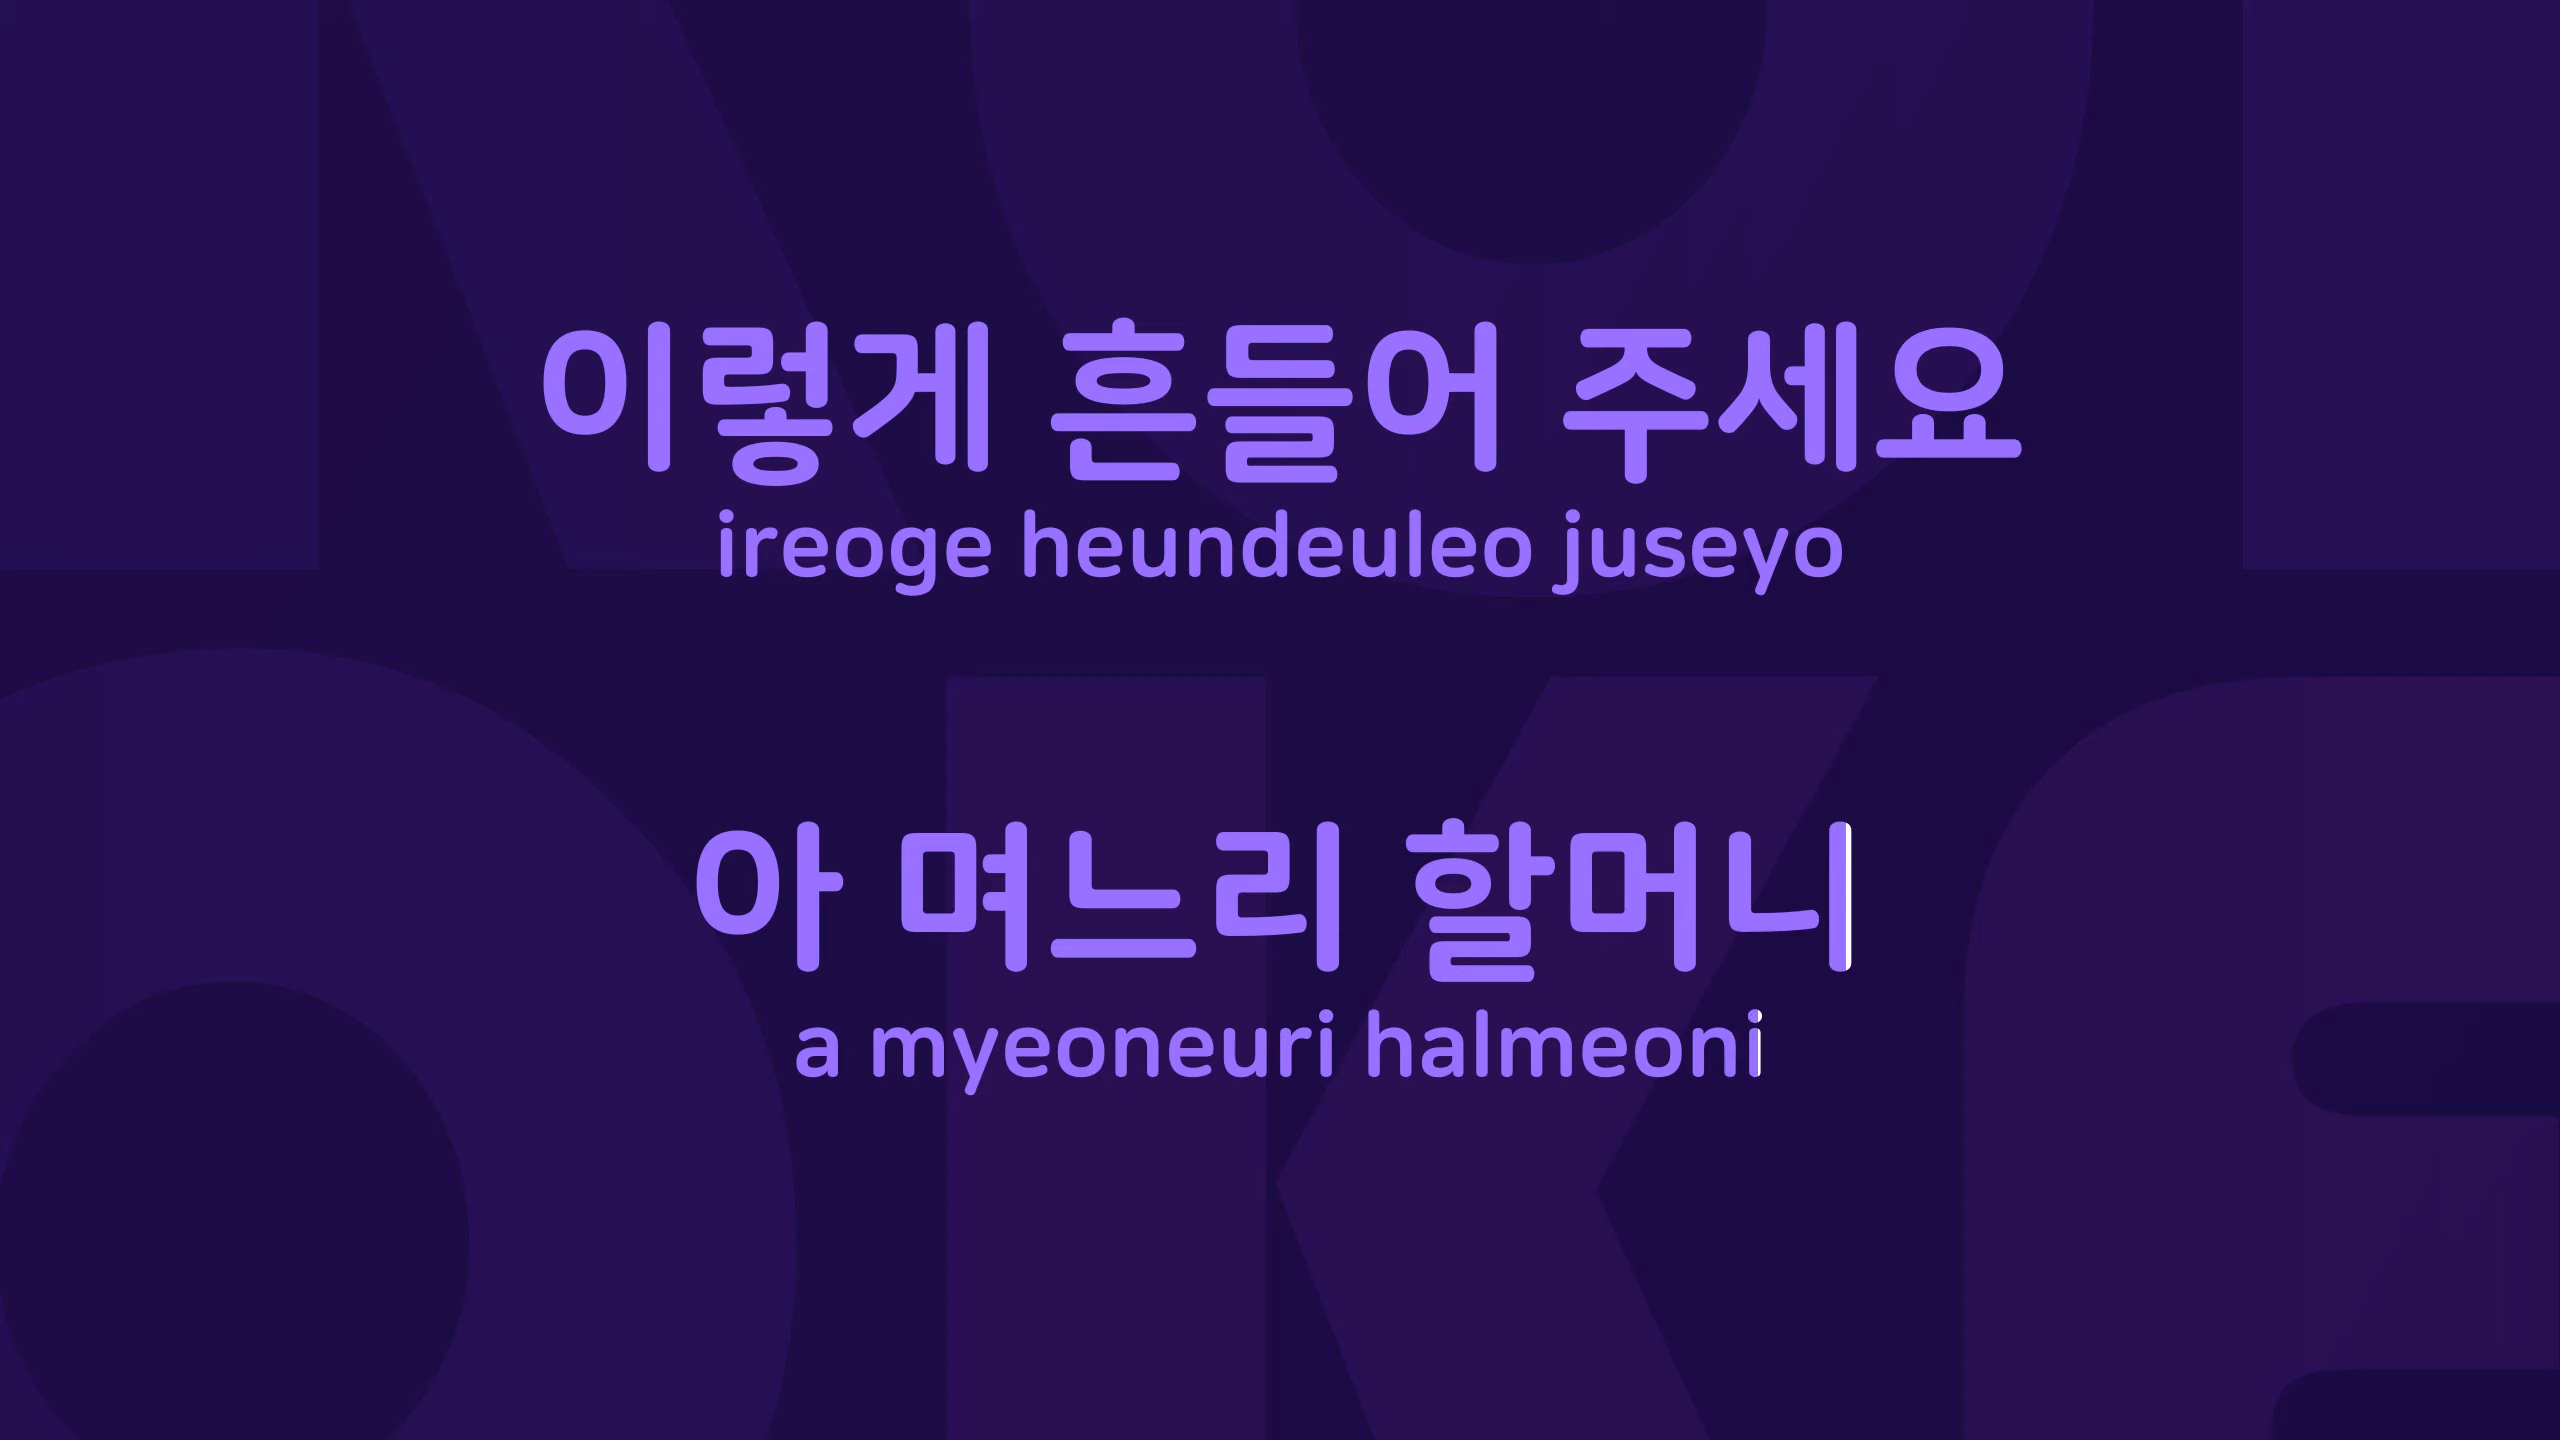 이렇게 흔들어 주세요
ireoge heundeuleo juseyo
아 며느리 할머니
a myeoneuri halmeoni